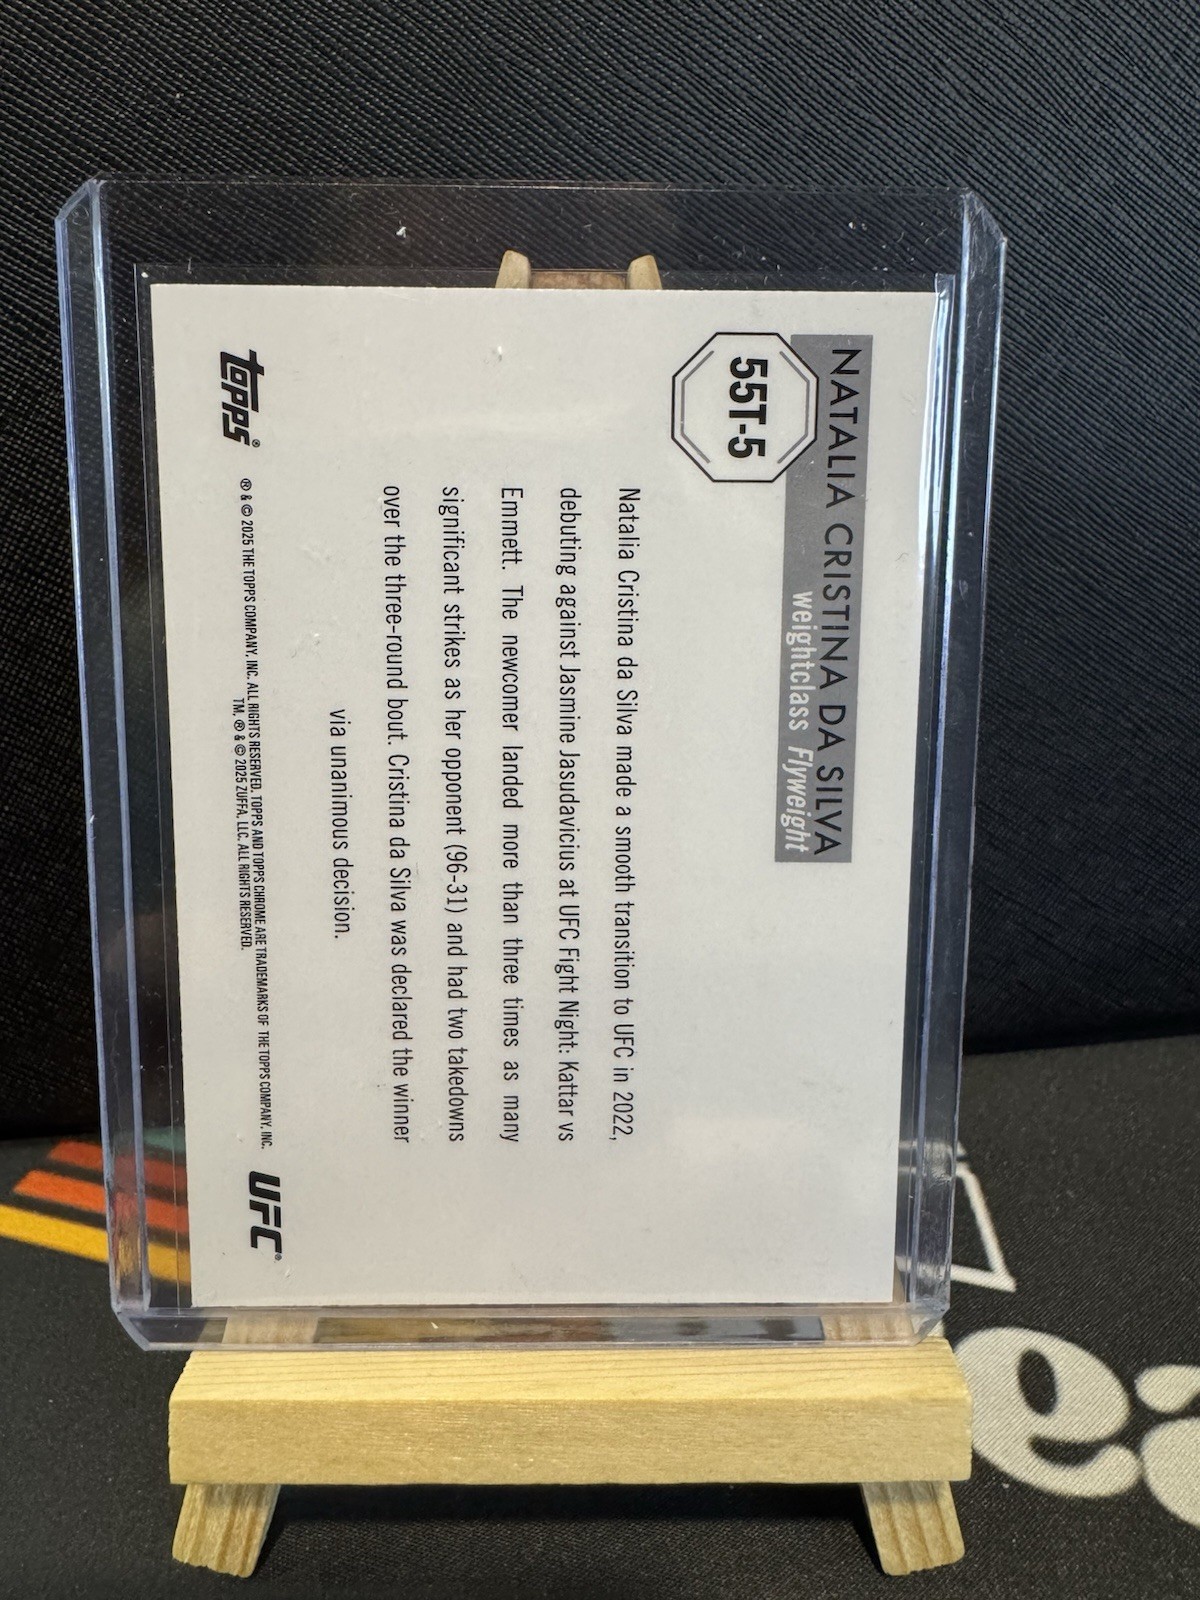 NATALIA CRISTINA DA SILVA
weightclass Flyweight
55T-5
Natalia Cristina da Silva made a smooth transition to UFC in 2022,
debuting against Jasmine Jasudavicius at UFC Fight Night: Kattar vs
Emmett. The newcomer landed more than three times as many
significant strikes as her opponent (96-31) and had two takedowns
over the three-round bout. Cristina da Silva was declared the winner
via unanimous decision.
topps®
® & © 2025 THE TOPPS COMPANY, INC. ALL RIGHTS RESERVED. TOPPS AND TOPPS CHROME ARE TRADEMARKS OF THE TOPPS COMPANY, INC.
TM, ® & © 2025 ZUFFA, LLC. ALL RIGHTS RESERVED.
UFC®